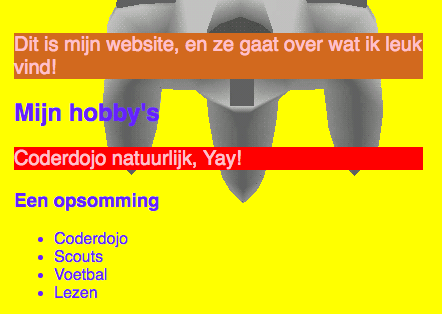 Dit is mijn website, en ze gaat over wat ik leuk
vind!
Mijn hobby's
Coderdojo natuurlijk, Yay!
Een opsomming
• Coderdojo
• Scouts
• Voetbal
• Lezen